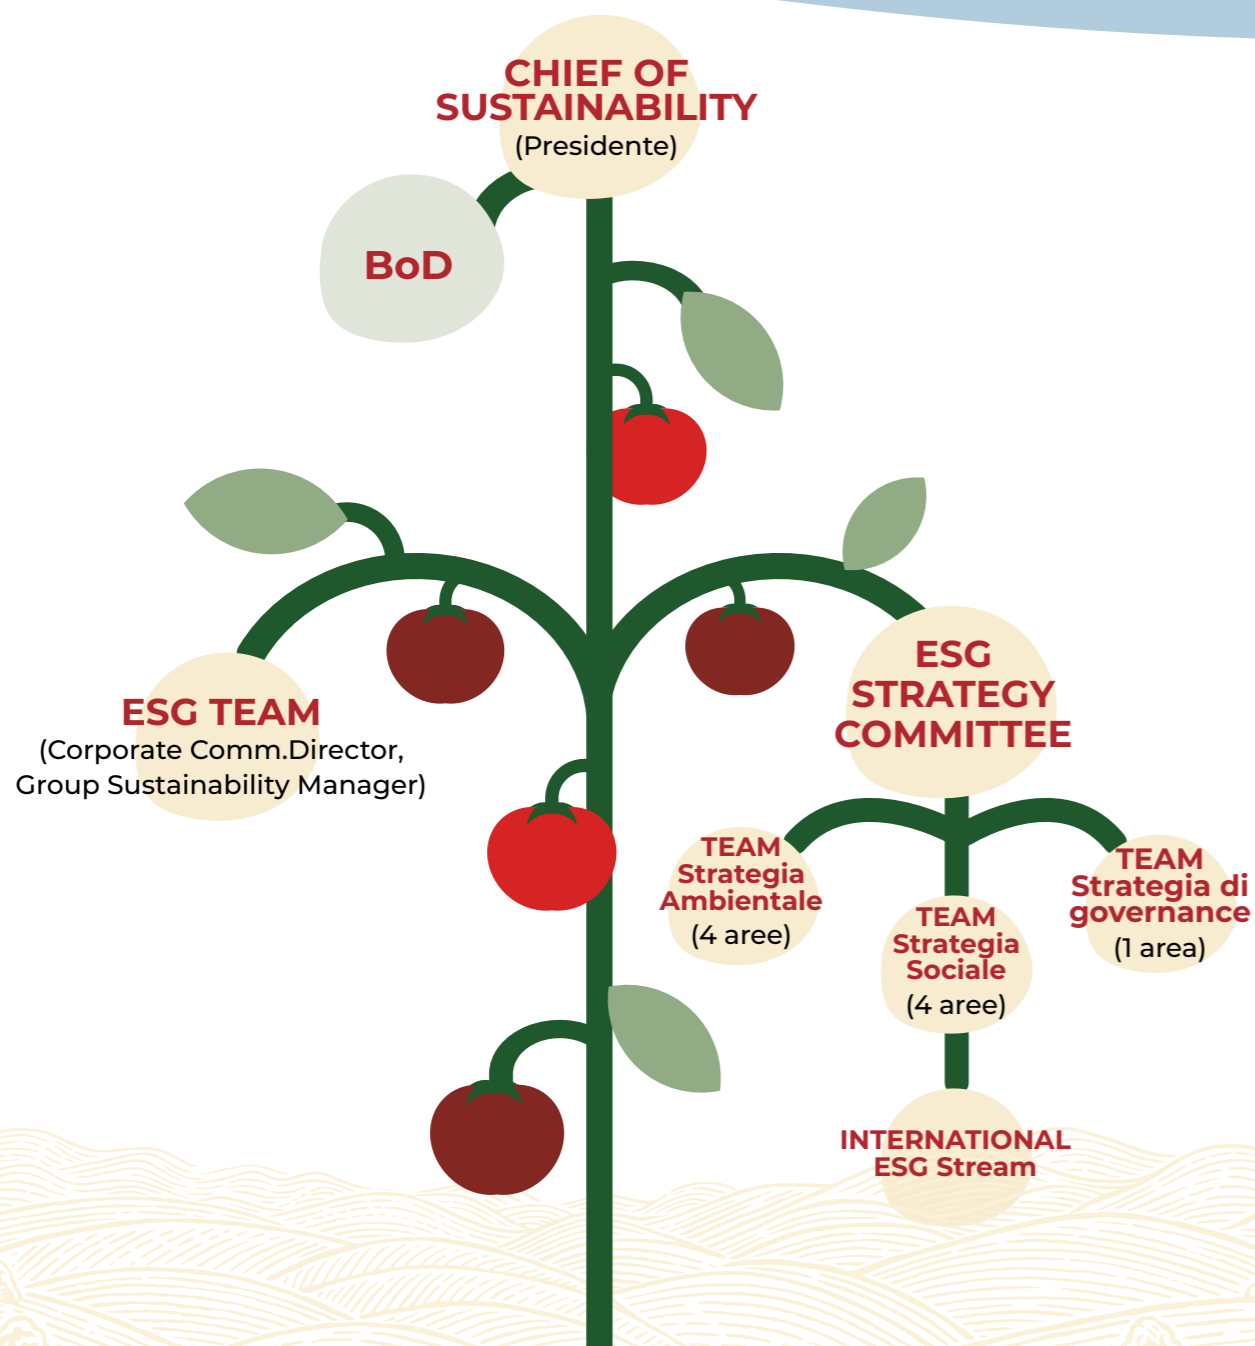 CHIEF OF
SUSTAINABILITY
(Presidente)
BoD
ESG TEAM
(Corporate Comm.Director,
Group Sustainability Manager)
ESG
STRATEGY
COMMITTEE
TEAM
Strategia
Ambientale
(4 aree)
TEAM
Strategia
Sociale
(4 aree)
TEAM
Strategia di
governance
(1 area)
INTERNATIONAL
ESG Stream